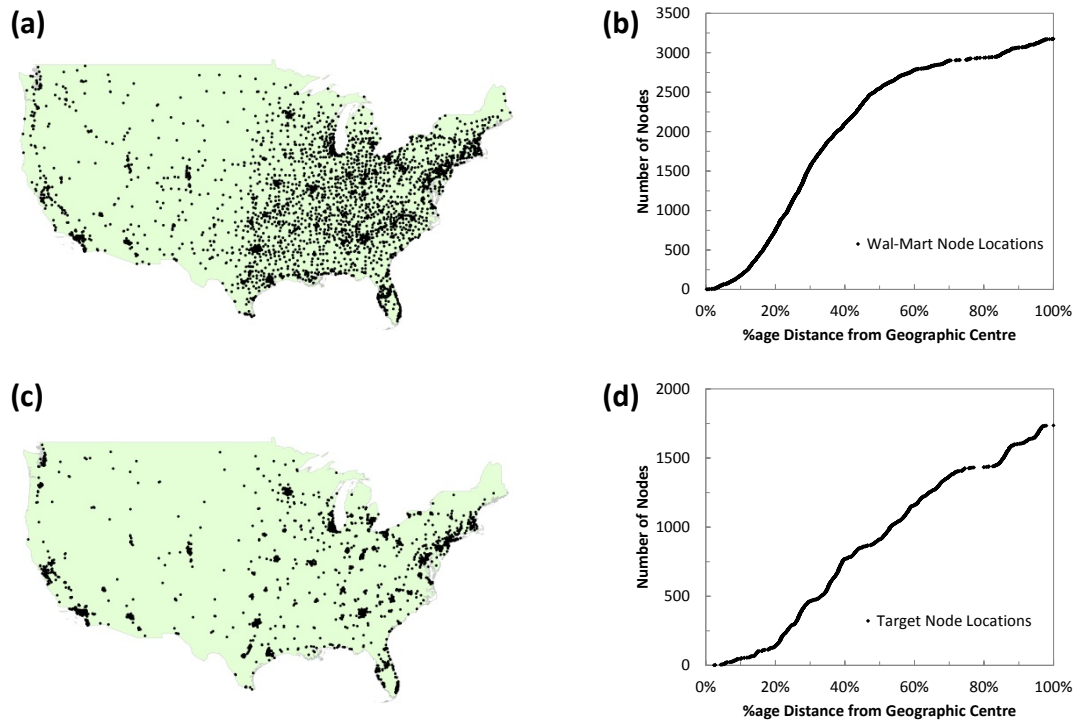 (a)
(b)
3500
3000
2500
2000
1500
1000
500
0
Number of Nodes
Wal-Mart Node Locations
0% 20% 40% 60% 80% 100%
%age Distance from Geographic Centre
(c)
(d)
2000
1500
1000
500
0
Number of Nodes
Target Node Locations
0% 20% 40% 60% 80% 100%
%age Distance from Geographic Centre